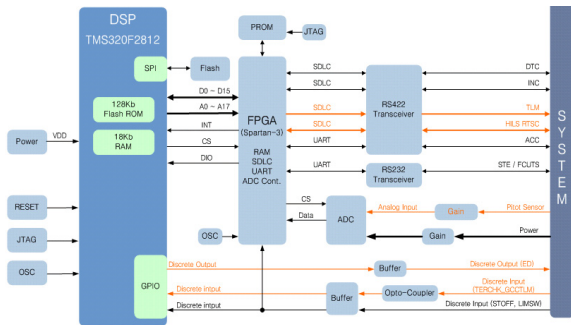 DSP
TMS320F2812
SPI
Flash
PROM
JTAG
128Kb
Flash ROM
18Kb
RAM
D0 ~ D15
A0 ~ A17
INT
CS
DIO
FPGA
(Spartan-3)
RAM
SDLC
UART
ADC Cont.
SDLC
SDLC
SDLC
SDLC
UART
UART
RS422
Transceiver
RS232
Transceiver
DTC
INC
TLM
HILS RTSC
ACC
STE / FCUTS
Power
VDD
RESET
JTAG
OSC
OSC
CS
Data
ADC
Analog Input
Gain
Pilot Sensor
Gain
Power
GPIO
Discrete Output
Buffer
Discrete Output (ED)
Discrete intput
Buffer
Opto-Coupler
Discrete Input
(TERCHK_GCCTLM)
Discrete intput
Discrete Input (STOFF, LIMSW)
SYSTEM